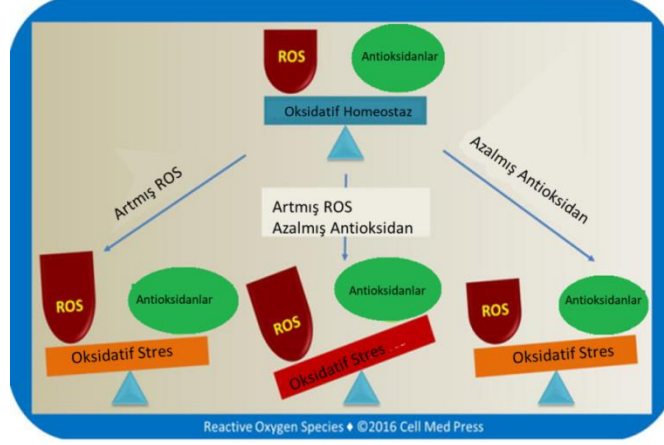 ROS
Antioksidanlar
Oksidatif Homeostaz
Artmış ROS
Artmış ROS
Azalmış Antioksidan
Azalmış Antioksidan
ROS
Antioksidanlar
Oksidatif Stres
ROS
Antioksidanlar
Oksidatif Stres....
ROS
Antioksidanlar
Oksidatif Stres
Reactive Oxygen Species ♦ ©2016 Cell Med Press